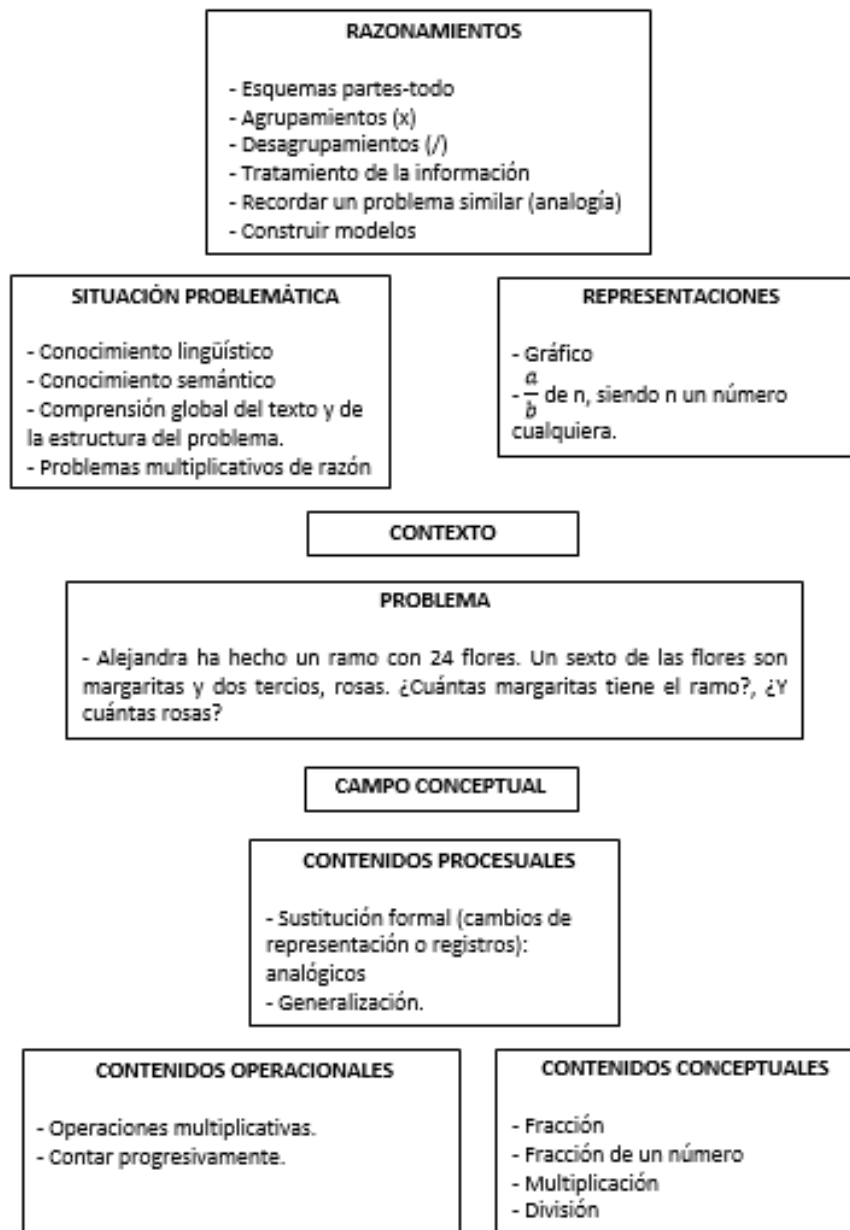 RAZONAMIENTOS
- Esquemas partes-todo
- Agrupamientos (x)
- Desagrupamientos (/)
- Tratamiento de la información
- Recordar un problema similar (analogía)
- Construir modelos
SITUACIÓN PROBLEMÁTICA
- Conocimiento lingüístico
- Conocimiento semántico
- Comprensión global del texto y de
la estructura del problema.
- Problemas multiplicativos de razón
REPRESENTACIONES
- Gráfico
- a/b de n, siendo n un número
cualquiera.
CONTEXTO
PROBLEMA
- Alejandra ha hecho un ramo con 24 flores. Un sexto de las flores son
margaritas y dos tercios, rosas. ¿Cuántas margaritas tiene el ramo?, ¿Y
cuántas rosas?
CAMPO CONCEPTUAL
CONTENIDOS PROCESUALES
- Sustitución formal (cambios de
representación o registros):
analógicos
- Generalización.
CONTENIDOS OPERACIONALES
- Operaciones multiplicativas.
- Contar progresivamente.
CONTENIDOS CONCEPTUALES
- Fracción
- Fracción de un número
- Multiplicación
- División